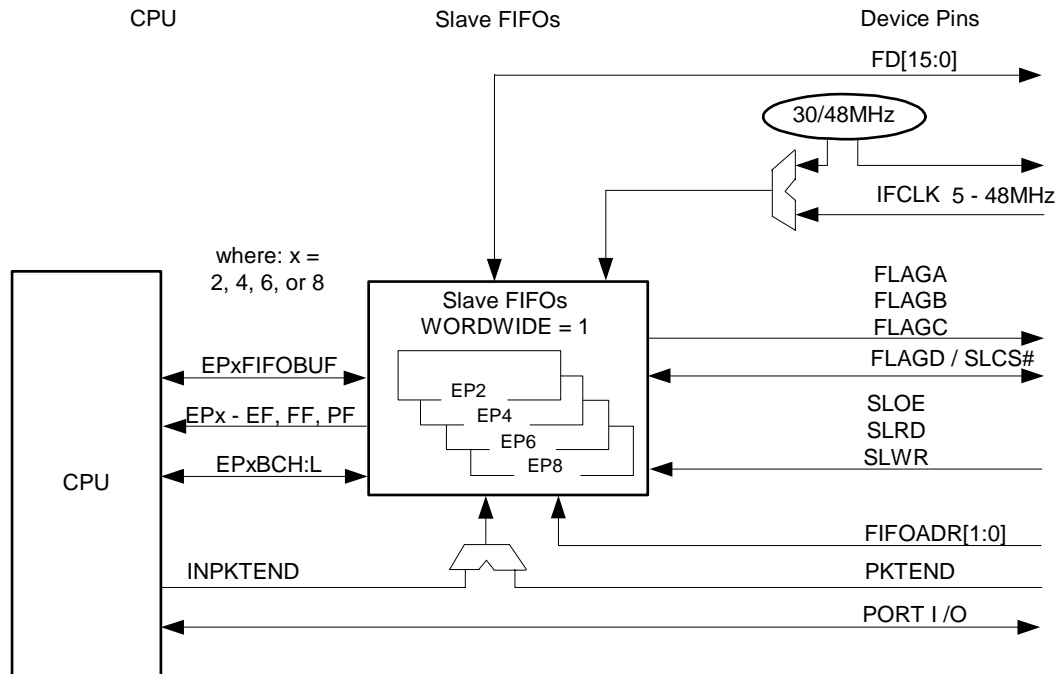 CPU
Slave FIFOs
Device Pins
FD[15:0]
30/48MHz
IFCLK 5 - 48MHz
where: x =
2, 4, 6, or 8
Slave FIFOs
WORDWIDE = 1
FLAGA
FLAGB
FLAGC
FLAGD / SLCS#
EPxFIFOBUF
EP2
EPx - EF, FF, PF
EP4
EP6
EP8
EPxBCH:L
SLOE
SLRD
SLWR
CPU
FIFOADR[1:0]
INPKTEND
PKTEND
PORT I /O